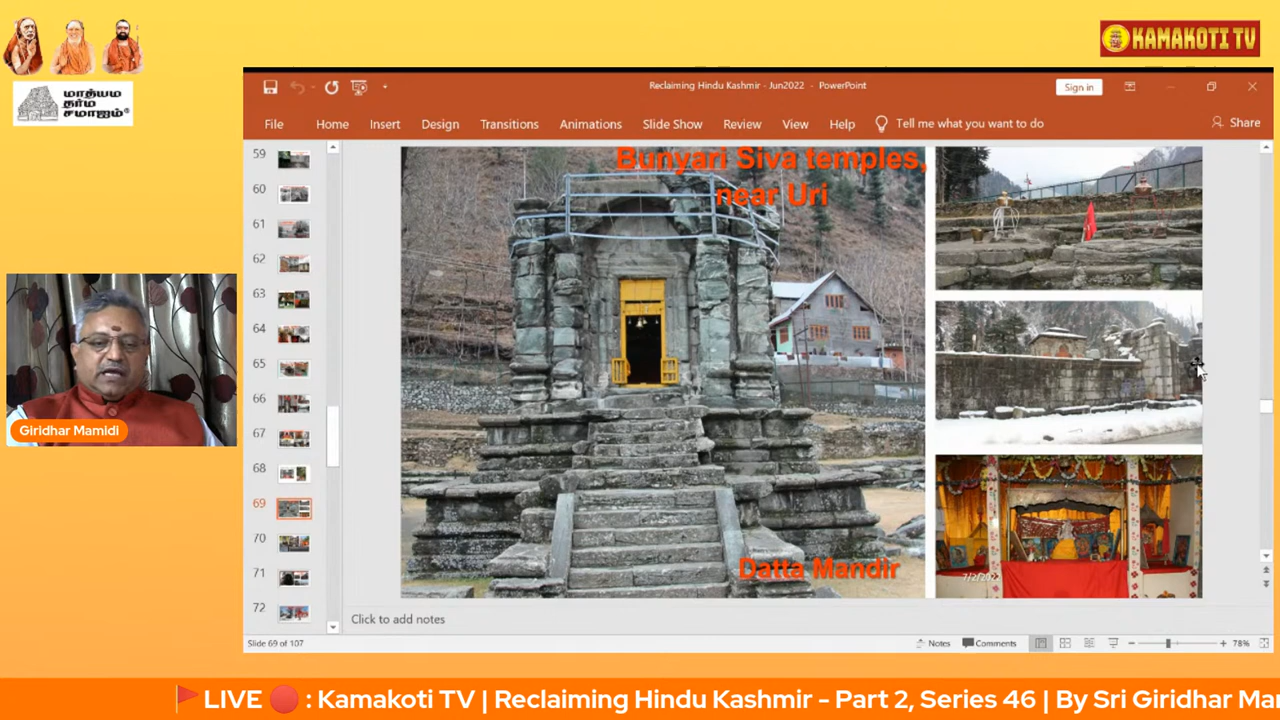 KAMAKOTI TV
மாத்யம
தர்ம
சமாஜம்®
Reclaiming Hindu Kashmir - Jun2022 - PowerPoint
Sign in
File Home Insert Design Transitions Animations Slide Show Review View Help Tell me what you want to do Share
59
60
61
62
63
64
65
66
67
68
69
70
71
72
Bunyari Siva temples,
near Uri
Datta Mandir
Giridhar Mamidi
Click to add notes
Slide 69 of 107 Notes Comments 78%
LIVE : Kamakoti TV | Reclaiming Hindu Kashmir - Part 2, Series 46 | By Sri Giridhar Mam